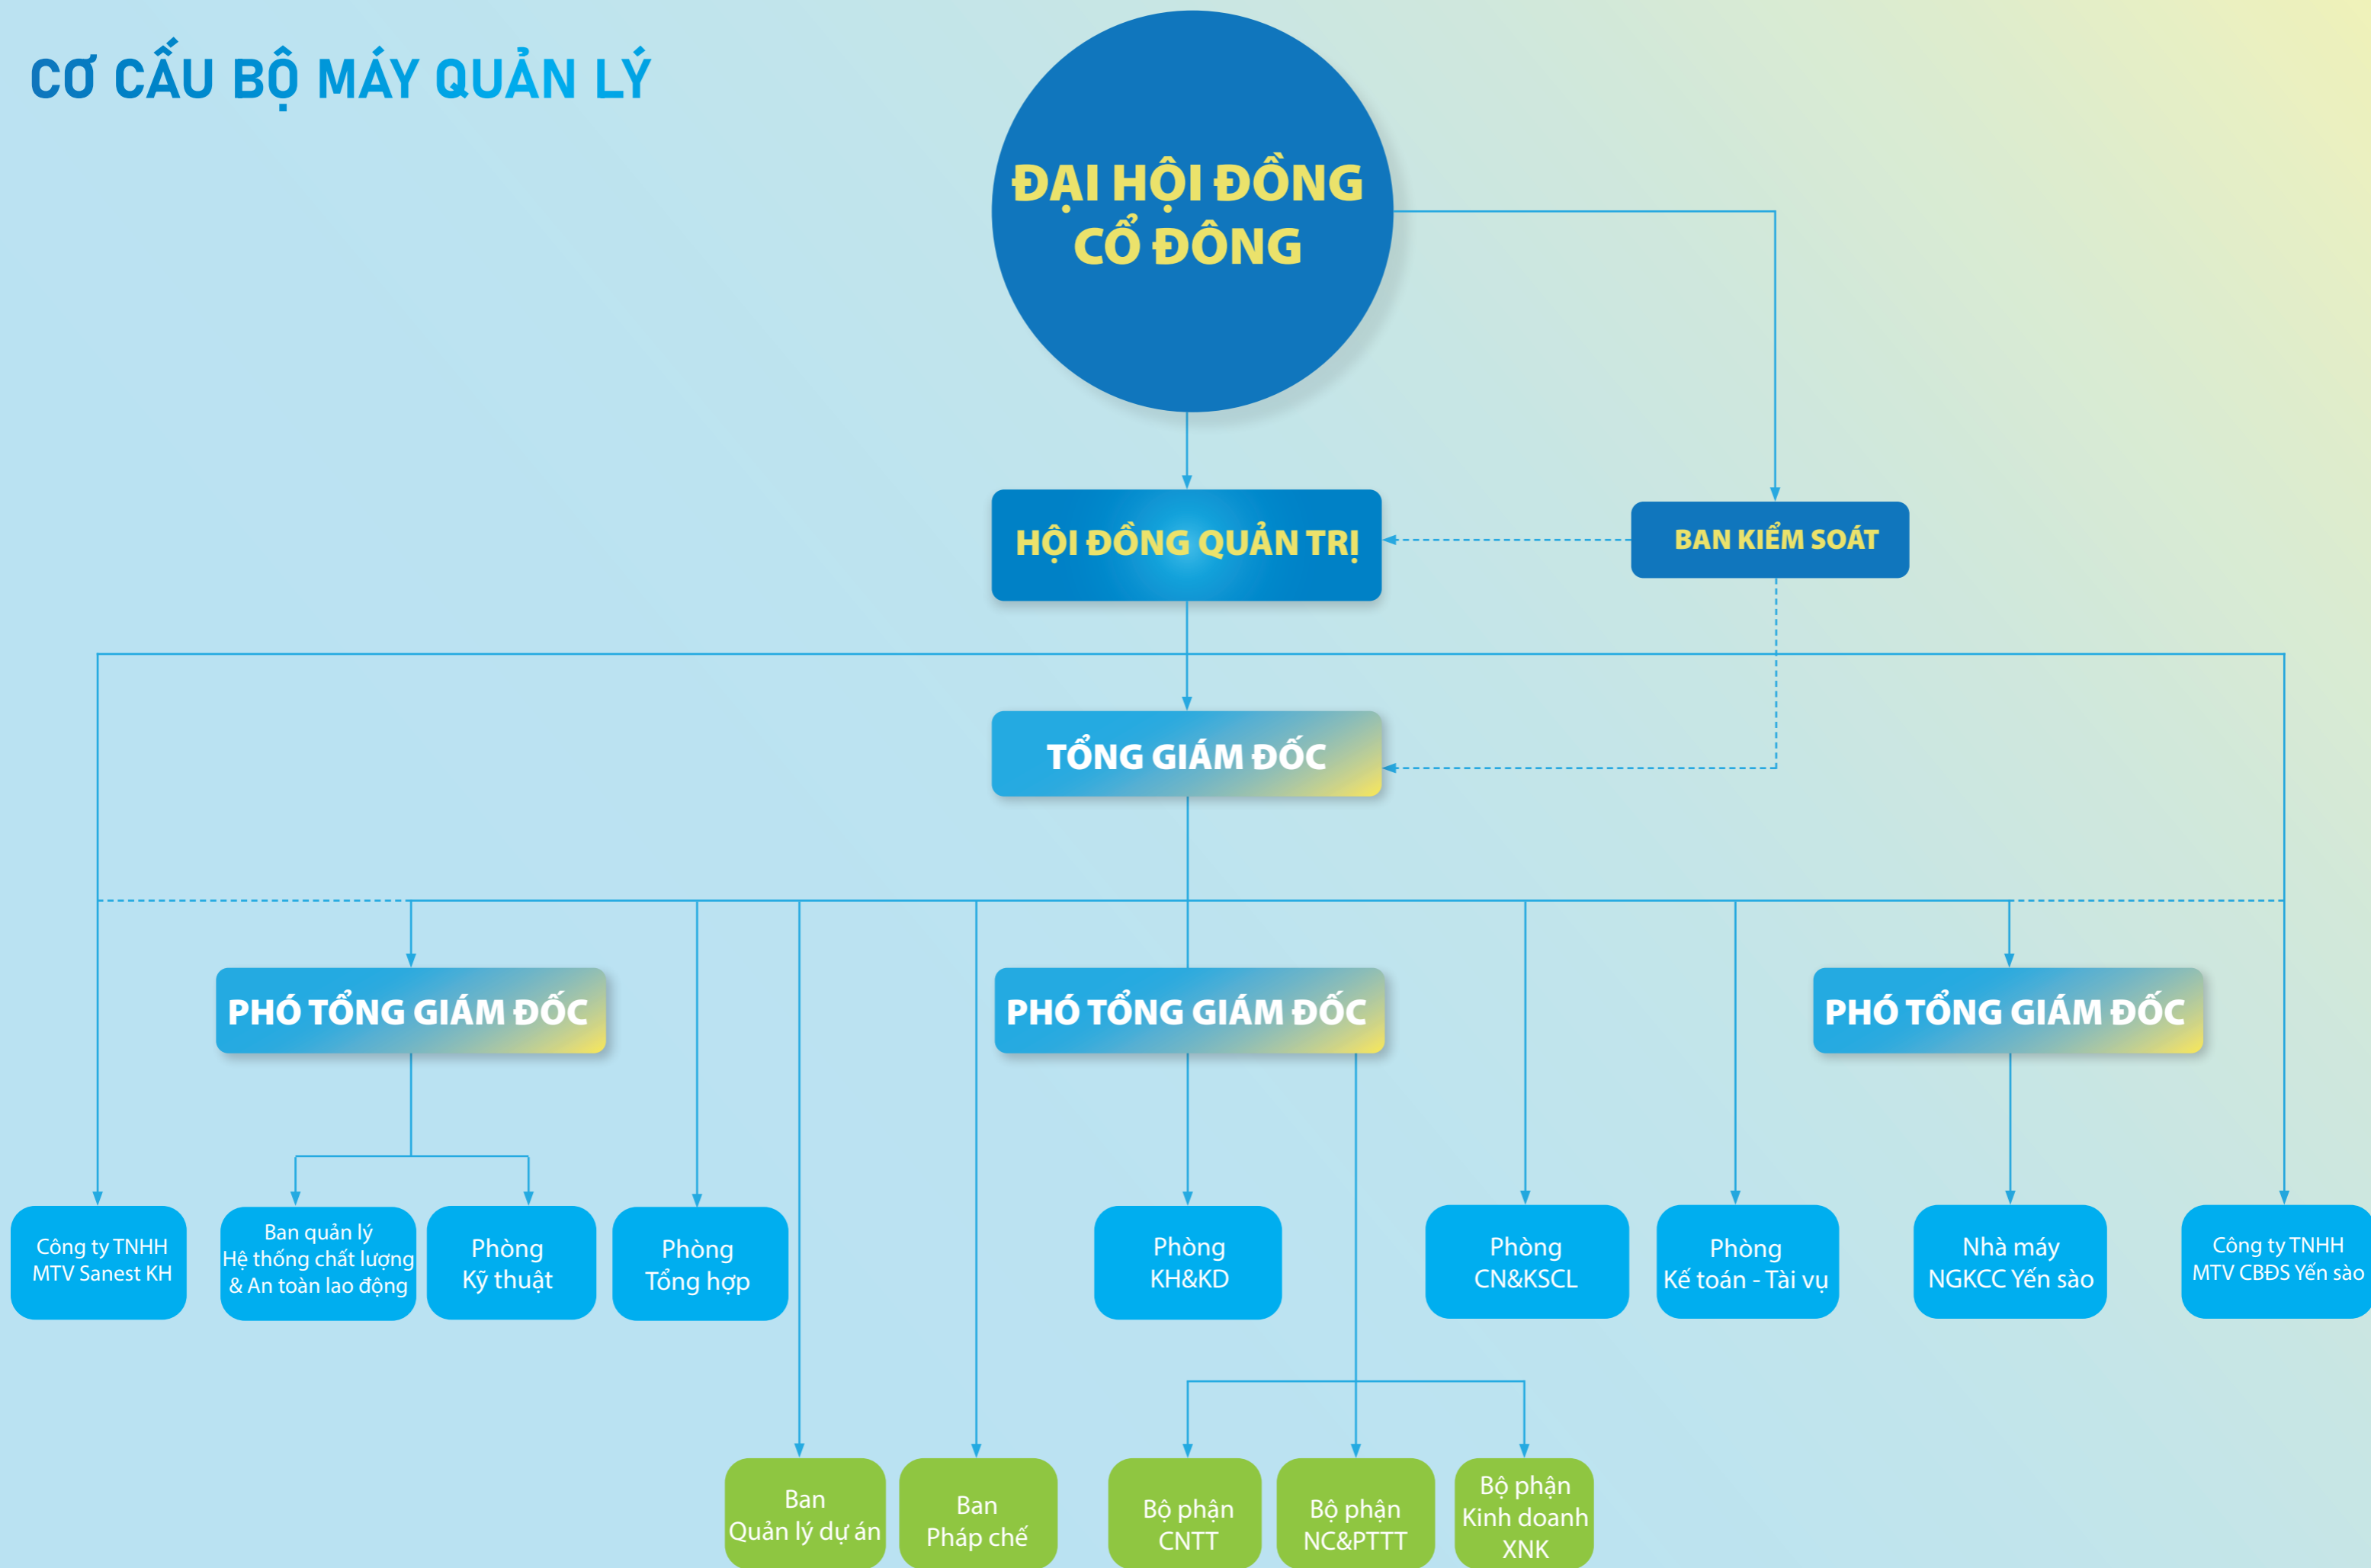 CƠ CẤU BỘ MÁY QUẢN LÝ
ĐẠI HỘI ĐỒNG
CỔ ĐÔNG
HỘI ĐỒNG QUẢN TRỊ
BAN KIỂM SOÁT
TỔNG GIÁM ĐỐC
PHÓ TỔNG GIÁM ĐỐC
PHÓ TỔNG GIÁM ĐỐC
PHÓ TỔNG GIÁM ĐỐC
Công ty TNHH
MTV Sanest KH
Ban quản lý
Hệ thống chất lượng
& An toàn lao động
Phòng
Kỹ thuật
Phòng
Tổng hợp
Phòng
KH&KD
Phòng
CN&KSCL
Phòng
Kế toán - Tài vụ
Nhà máy
NGKCC Yến sào
Công ty TNHH
MTV CBĐS Yến sào
Ban
Quản lý dự án
Ban
Pháp chế
Bộ phận
CNTT
Bộ phận
NC&PTTT
Bộ phận
Kinh doanh
XNK